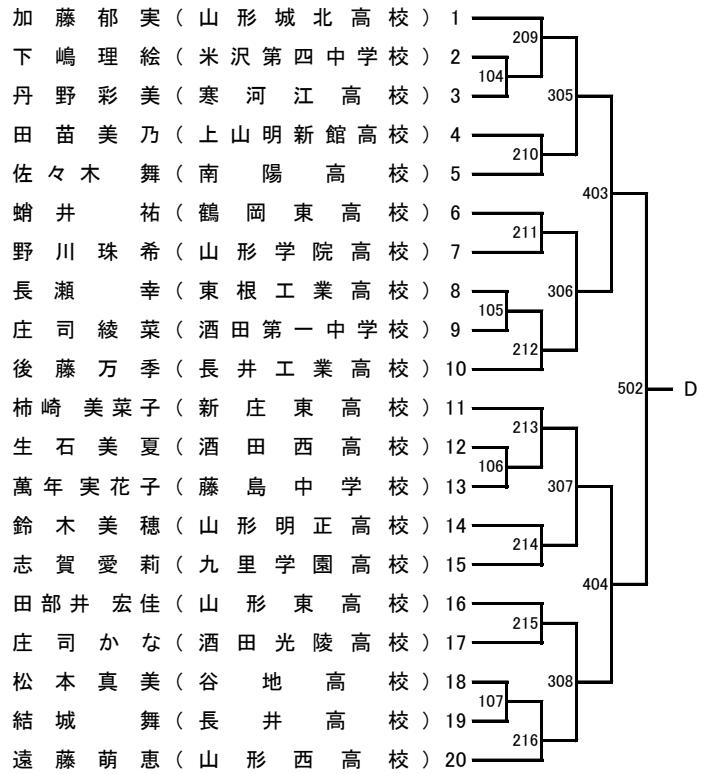 加藤郁実（山形城北高校）1
209
下嶋理絵（米沢第四中学校）2
104
丹野彩美（寒河江高校）3
305
田苗美乃（上山明新館高校）4
210
佐々木舞（南陽高校）5
403
蛸井祐（鶴岡東高校）6
211
野川珠希（山形学院高校）7
長瀬幸（東根工業高校）8
306
105
庄司綾菜（酒田第一中学校）9
212
後藤万季（長井工業高校）10
502 D
柿崎美菜子（新庄東高校）11
213
生石美夏（酒田西高校）12
106
萬年実花子（藤島中学校）13
307
鈴木美穂（山形明正高校）14
214
志賀愛莉（九里学園高校）15
404
田部井宏佳（山形東高校）16
215
庄司かな（酒田光陵高校）17
松本真美（谷地高校）18
308
107
結城舞（長井高校）19
216
遠藤萌恵（山形西高校）20